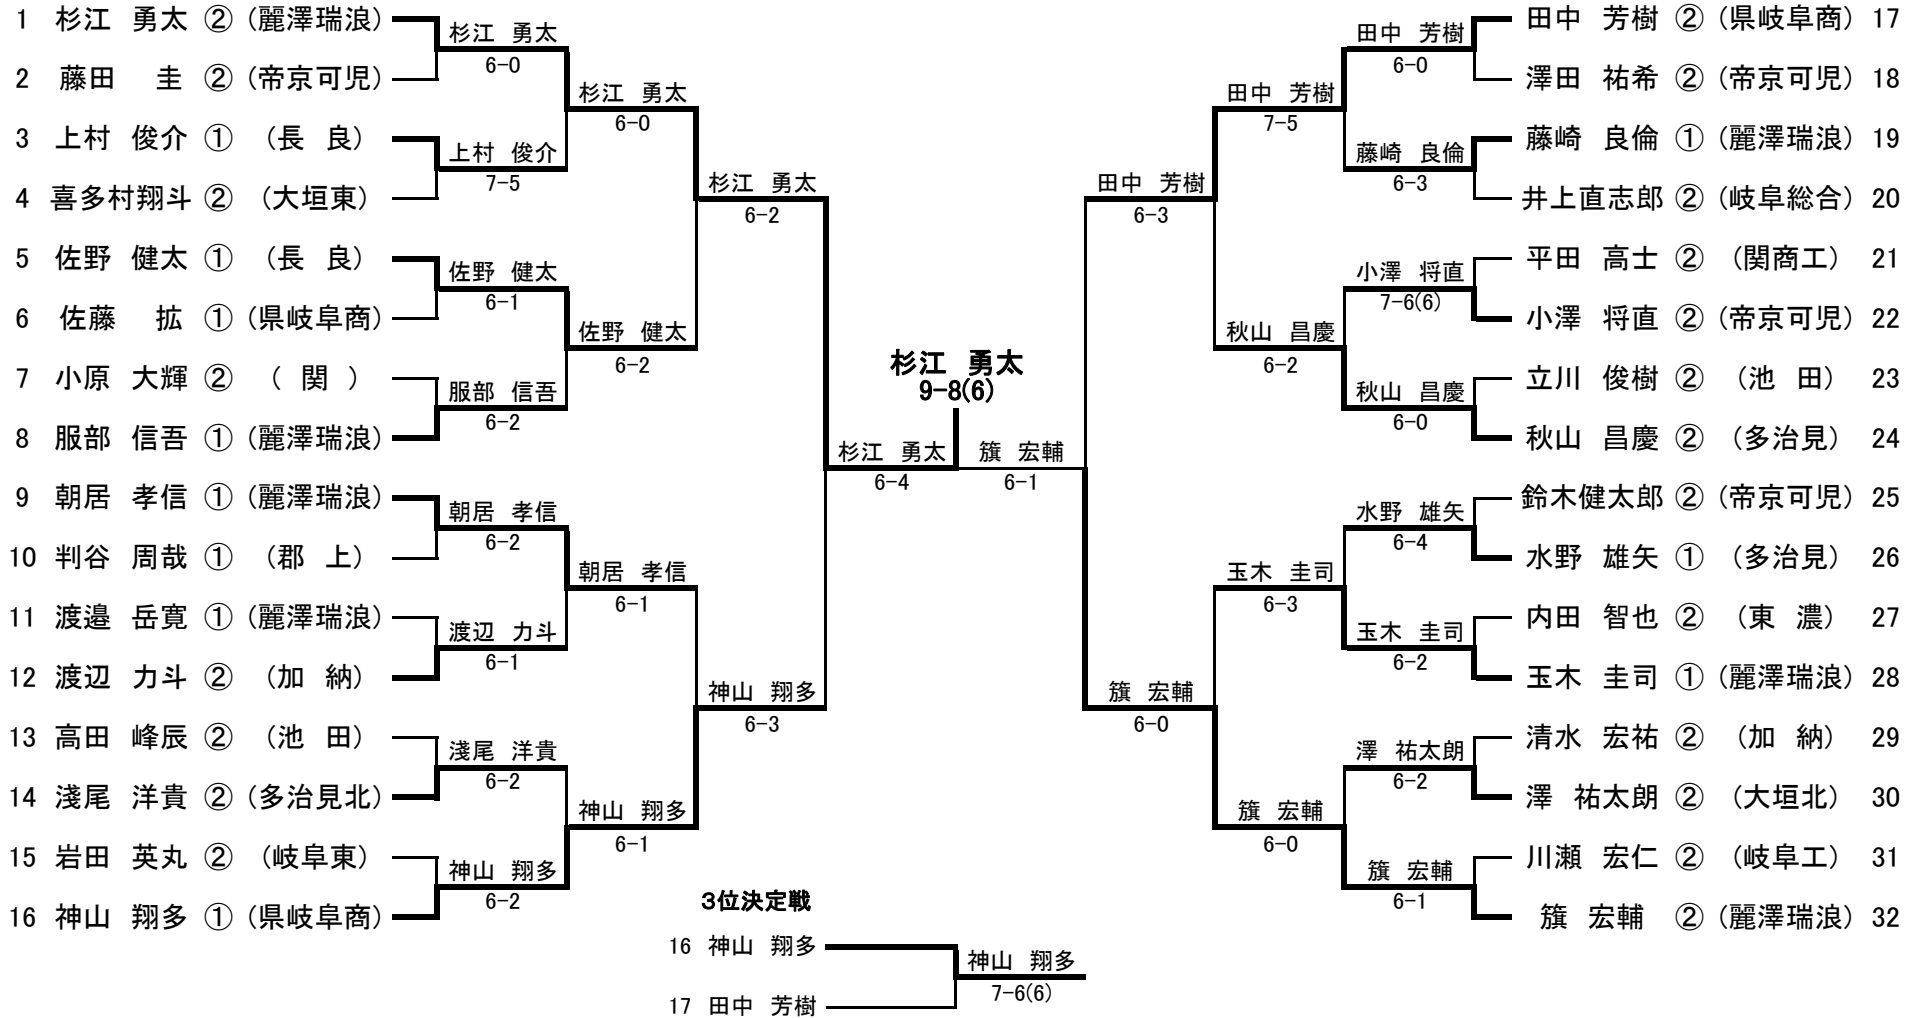 1 杉江 勇太 ② (麗澤瑞浪)
2 藤田 圭 ② (帝京可児)
3 上村 俊介 ① (長 良)
4 喜多村翔斗 ② (大垣東)
5 佐野 健太 ① (長 良)
6 佐藤 拡 ① (県岐阜商)
7 小原 大輝 ② ( 関 )
8 服部 信吾 ① (麗澤瑞浪)
9 朝居 孝信 ① (麗澤瑞浪)
10 判谷 周哉 ① (郡 上)
11 渡邉 岳寛 ① (麗澤瑞浪)
12 渡辺 力斗 ② (加 納)
13 高田 峰辰 ② (池 田)
14 淺尾 洋貴 ② (多治見北)
15 岩田 英丸 ② (岐阜東)
16 神山 翔多 ① (県岐阜商)
杉江 勇太
6-0
上村 俊介
7-5
佐野 健太
6-1
服部 信吾
6-2
朝居 孝信
6-2
渡辺 力斗
6-1
淺尾 洋貴
6-2
神山 翔多
6-2
杉江 勇太
6-0
佐野 健太
6-2
朝居 孝信
6-1
神山 翔多
6-1
杉江 勇太
6-2
神山 翔多
6-3
杉江 勇太
6-4
杉江 勇太
9-8(6)
籏 宏輔
6-1
田中 芳樹
6-3
籏 宏輔
6-0
田中 芳樹
7-5
秋山 昌慶
6-2
玉木 圭司
6-3
籏 宏輔
6-0
田中 芳樹
6-0
藤崎 良倫
6-3
小澤 将直
7-6(6)
秋山 昌慶
6-0
水野 雄矢
6-4
玉木 圭司
6-2
澤 祐太朗
6-2
籏 宏輔
6-1
田中 芳樹 ② (県岐阜商) 17
澤田 祐希 ② (帝京可児) 18
藤崎 良倫 ① (麗澤瑞浪) 19
井上直志郎 ② (岐阜総合) 20
平田 高士 ② (関商工) 21
小澤 将直 ② (帝京可児) 22
立川 俊樹 ② (池 田) 23
秋山 昌慶 ② (多治見) 24
鈴木健太郎 ② (帝京可児) 25
水野 雄矢 ① (多治見) 26
内田 智也 ② (東 濃) 27
玉木 圭司 ① (麗澤瑞浪) 28
清水 宏祐 ② (加 納) 29
澤 祐太朗 ② (大垣北) 30
川瀬 宏仁 ② (岐阜工) 31
籏 宏輔 ② (麗澤瑞浪) 32
3位決定戦
16 神山 翔多
17 田中 芳樹
神山 翔多
7-6(6)